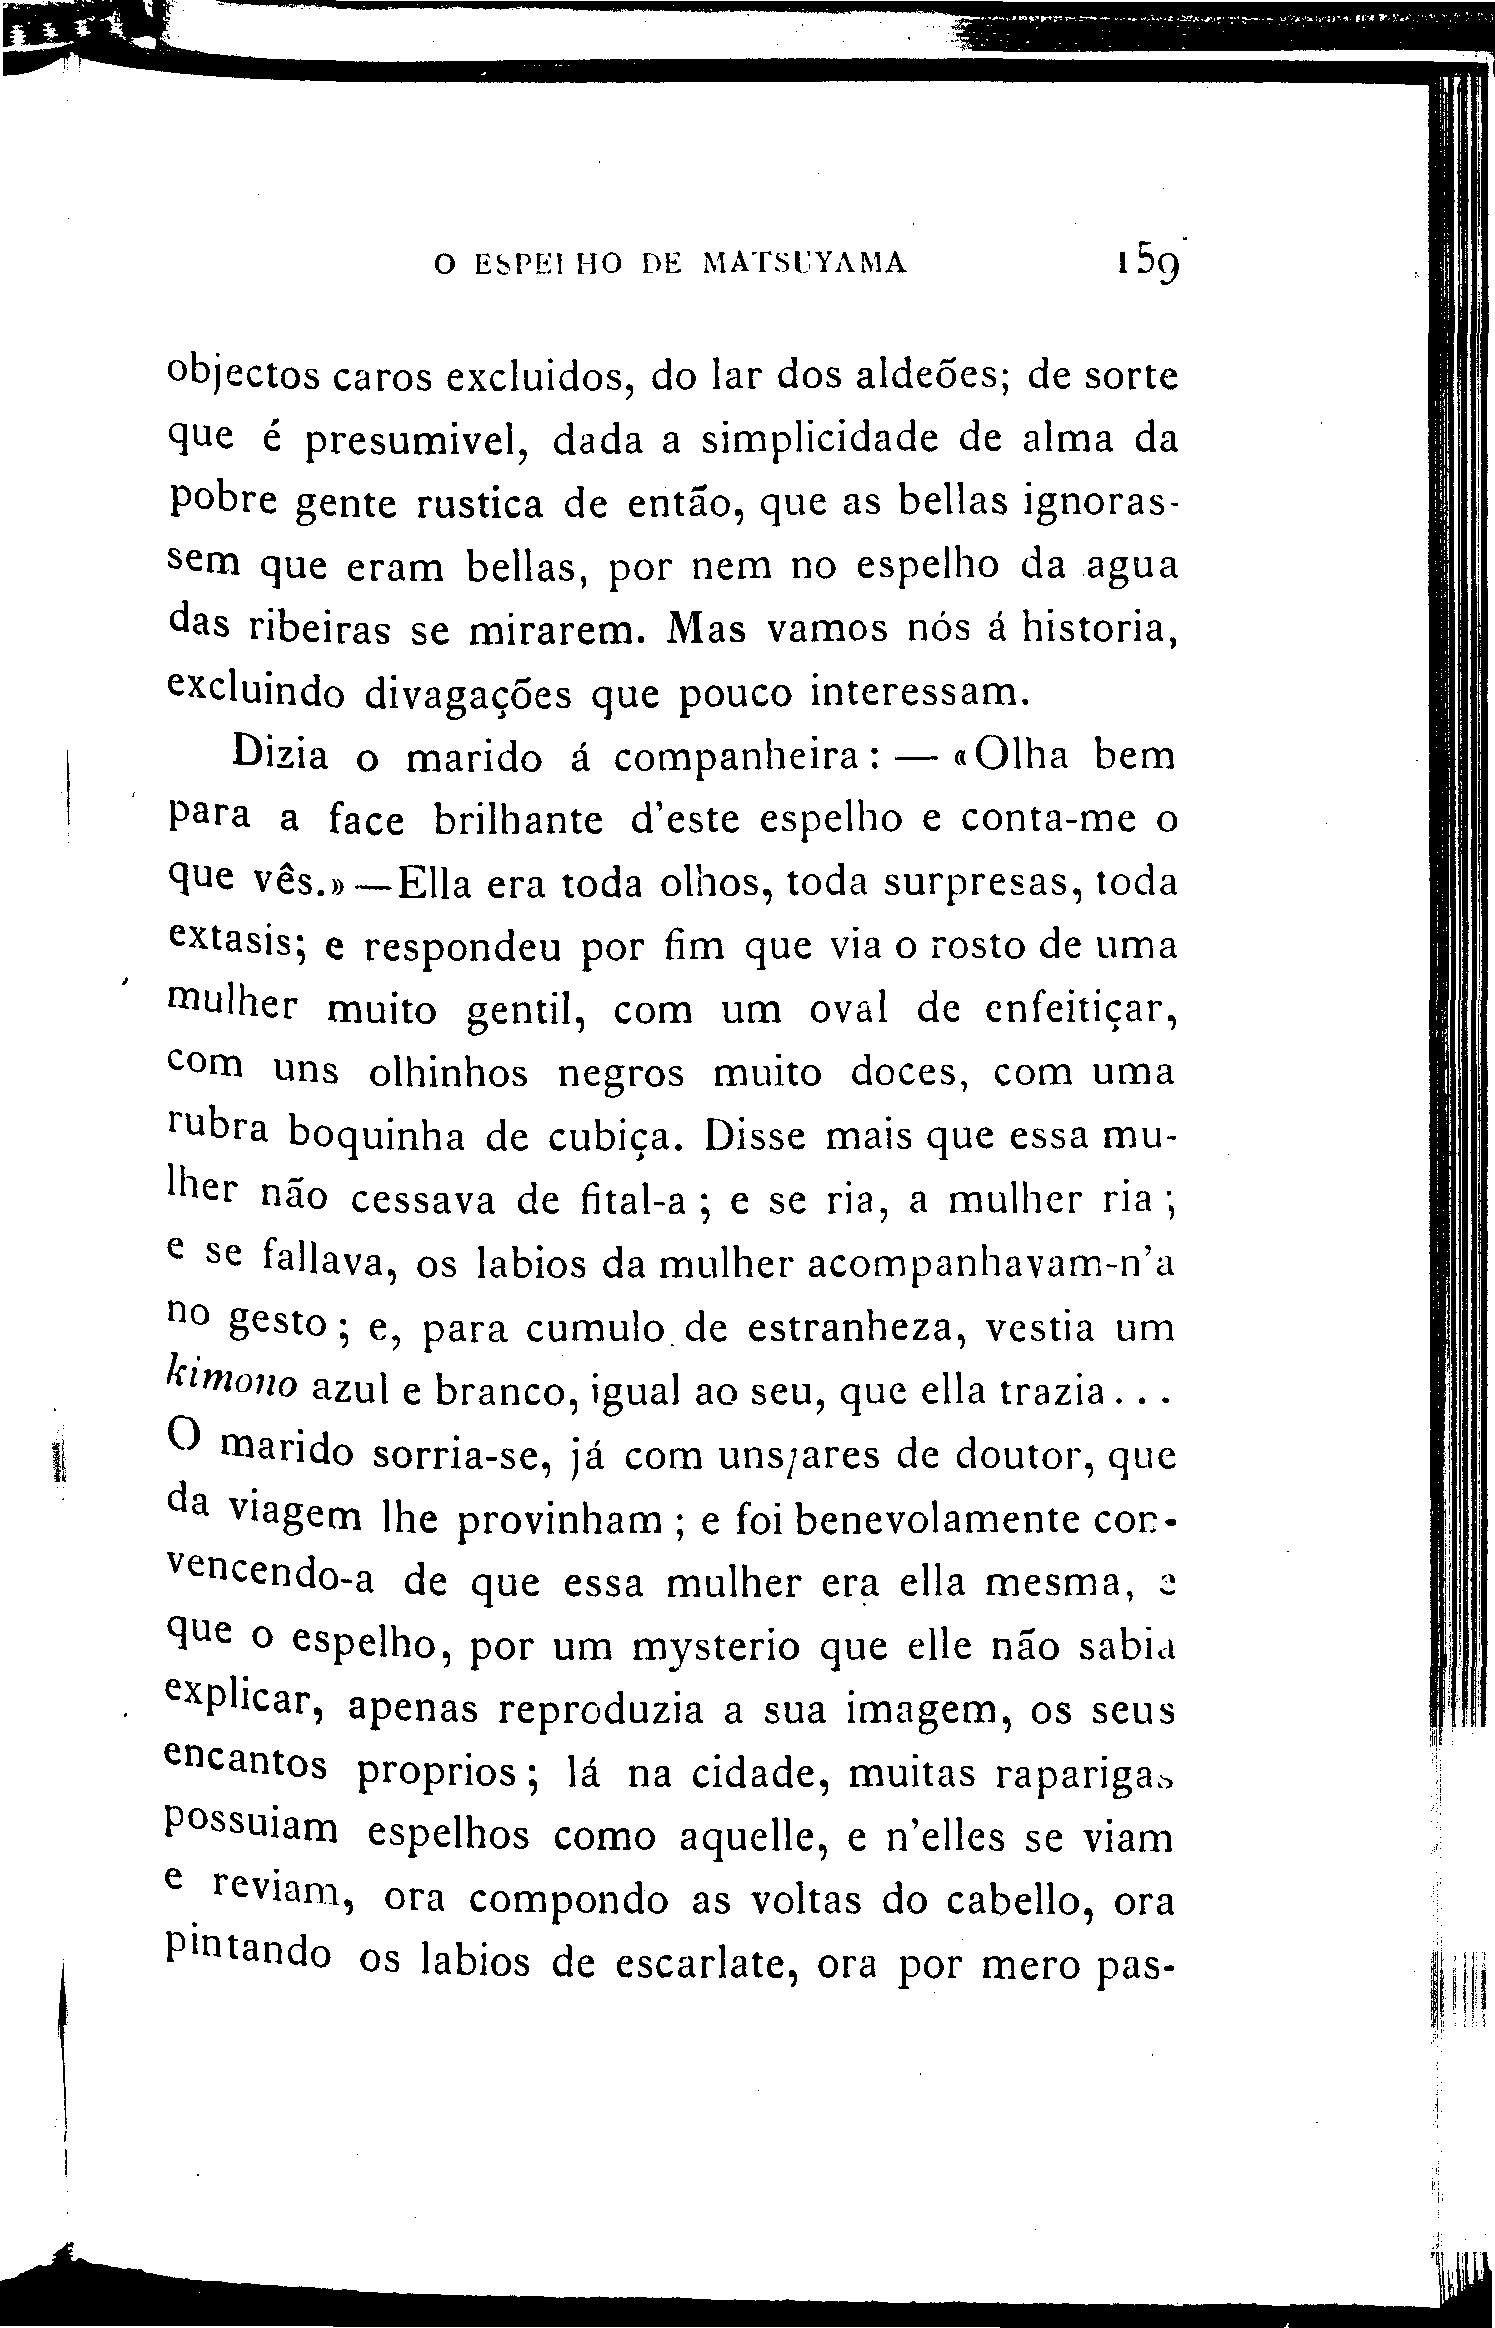 O ESPELHO DE MATSUYAMA 159
objectos caros excluidos, do lar dos aldeões; de sorte
que é presumivel, dada a simplicidade de alma da
pobre gente rustica de então, que as bellas ignoras-
sem que eram bellas, por nem no espelho da agua
das ribeiras se mirarem. Mas vamos nós á historia,
excluindo divagações que pouco interessam.
Dizia o marido á companheira: — «Olha bem
para a face brilhante d'este espelho e conta-me o
que vês.» — Ella era toda olhos, toda surpresas, toda
extasis; e respondeu por fim que via o rosto de uma
mulher muito gentil, com um oval de enfeitiçar,
com uns olhinhos negros muito doces, com uma
rubra boquinha de cubiça. Disse mais que essa mu-
lher não cessava de fital-a; e se ria, a mulher ria;
e se fallava, os labios da mulher acompanhavam-n'a
no gesto; e, para cumulo de estranheza, vestia um
kimono azul e branco, igual ao seu, que ella trazia...
O marido sorria-se, já com uns ares de doutor, que
da viagem lhe provinham; e foi benevolamente con-
vencendo-a de que essa mulher era ella mesma, e
que o espelho, por um mysterio que elle não sabia
explicar, apenas reproduzia a sua imagem, os seus
encantos proprios; lá na cidade, muitas raparigas
possuiam espelhos como aquelle, e n'elles se viam
e reviam, ora compondo as voltas do cabello, ora
pintando os labios de escarlate, ora por mero pas-